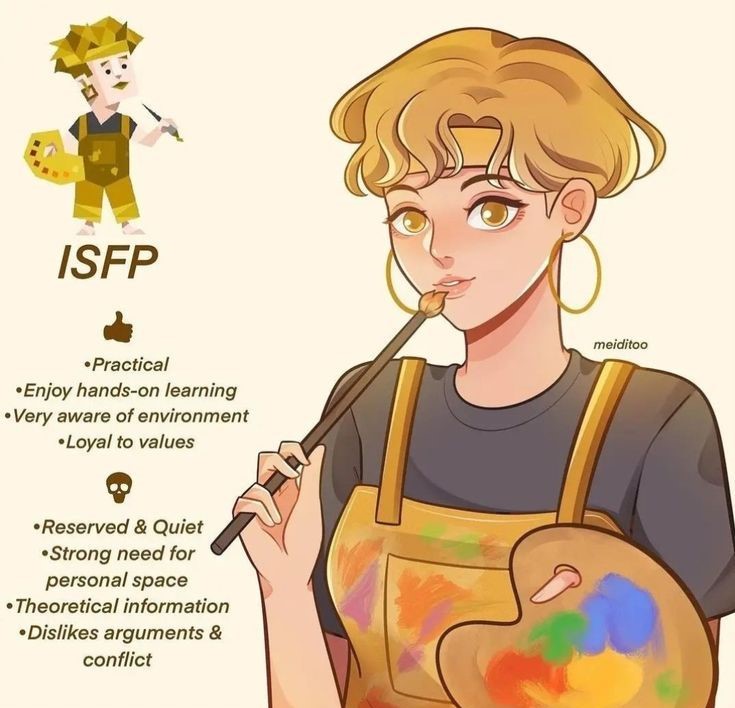 ISFP
•Practical
•Enjoy hands-on learning
•Very aware of environment
•Loyal to values
•Reserved & Quiet
•Strong need for
personal space
•Theoretical information
•Dislikes arguments &
conflict
meiditoo